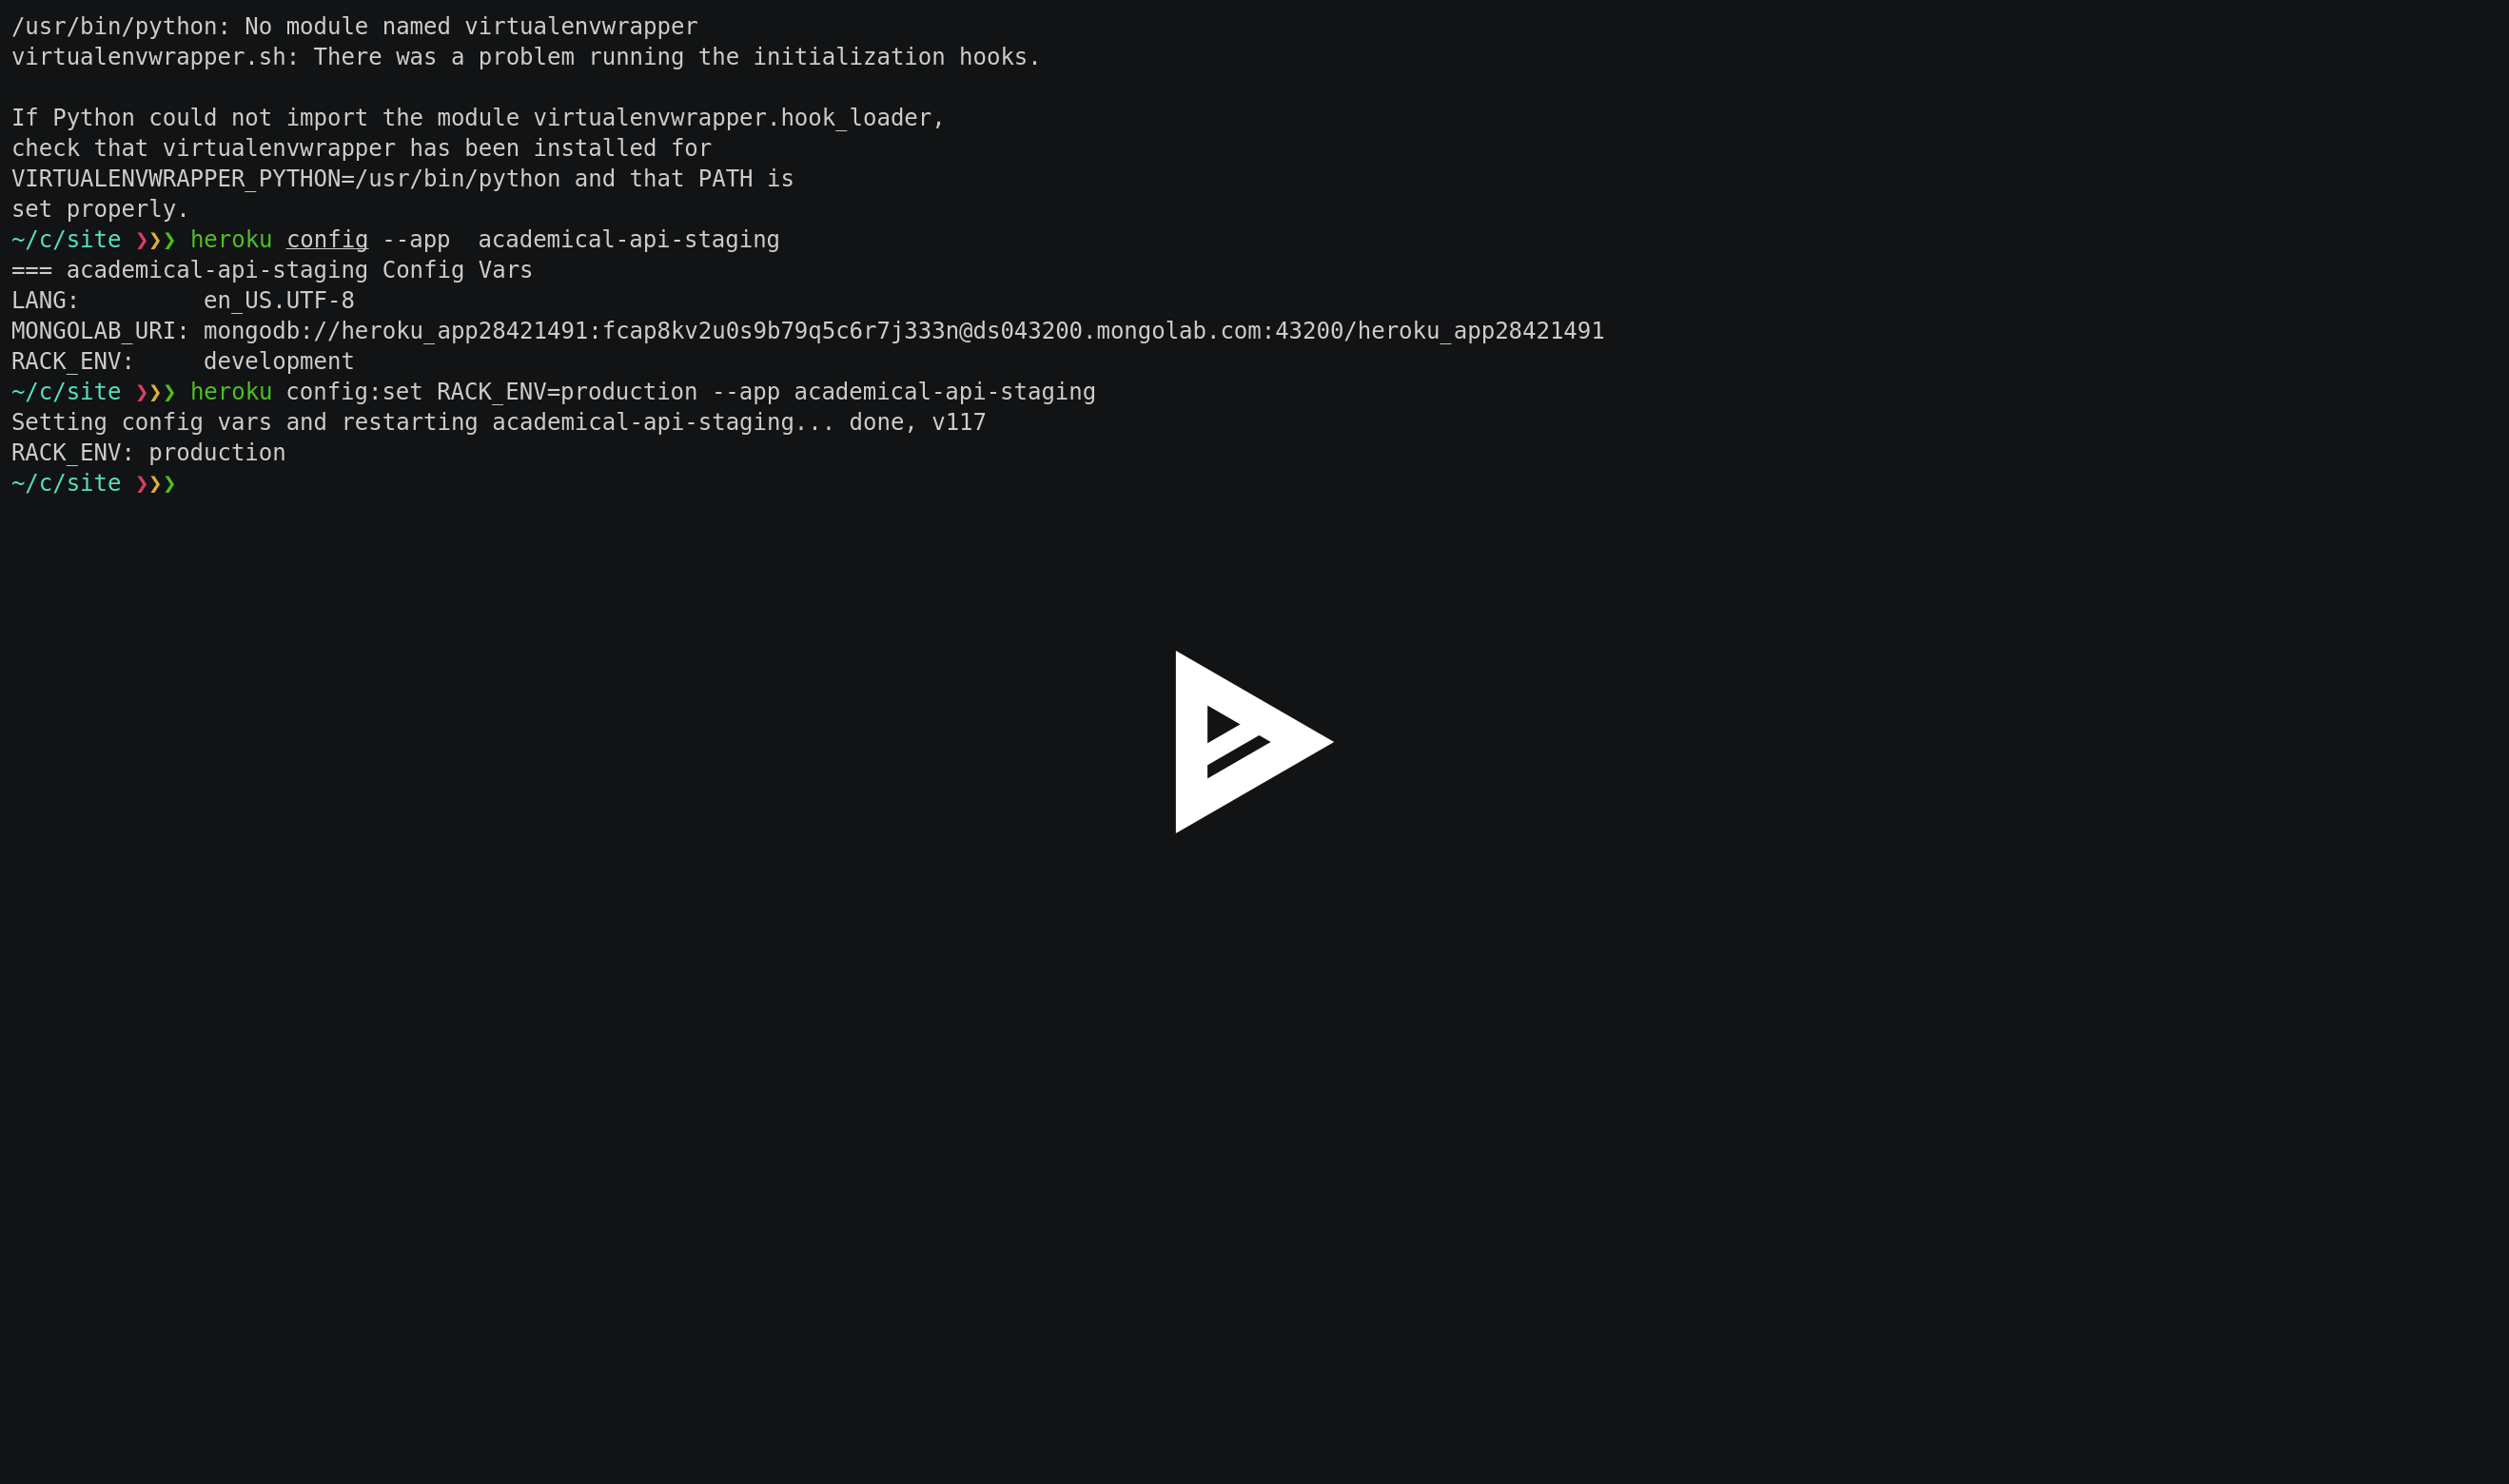 /usr/bin/python: No module named virtualenvwrapper
virtualenvwrapper.sh: There was a problem running the initialization hooks.

If Python could not import the module virtualenvwrapper.hook_loader,
check that virtualenvwrapper has been installed for
VIRTUALENVWRAPPER_PYTHON=/usr/bin/python and that PATH is
set properly.
~/c/site ❯❯❯ heroku config --app  academical-api-staging
=== academical-api-staging Config Vars
LANG:         en_US.UTF-8
MONGOLAB_URI: mongodb://heroku_app28421491:fcap8kv2u0s9b79q5c6r7j333n@ds043200.mongolab.com:43200/heroku_app28421491
RACK_ENV:     development
~/c/site ❯❯❯ heroku config:set RACK_ENV=production --app academical-api-staging
Setting config vars and restarting academical-api-staging... done, v117
RACK_ENV: production
~/c/site ❯❯❯